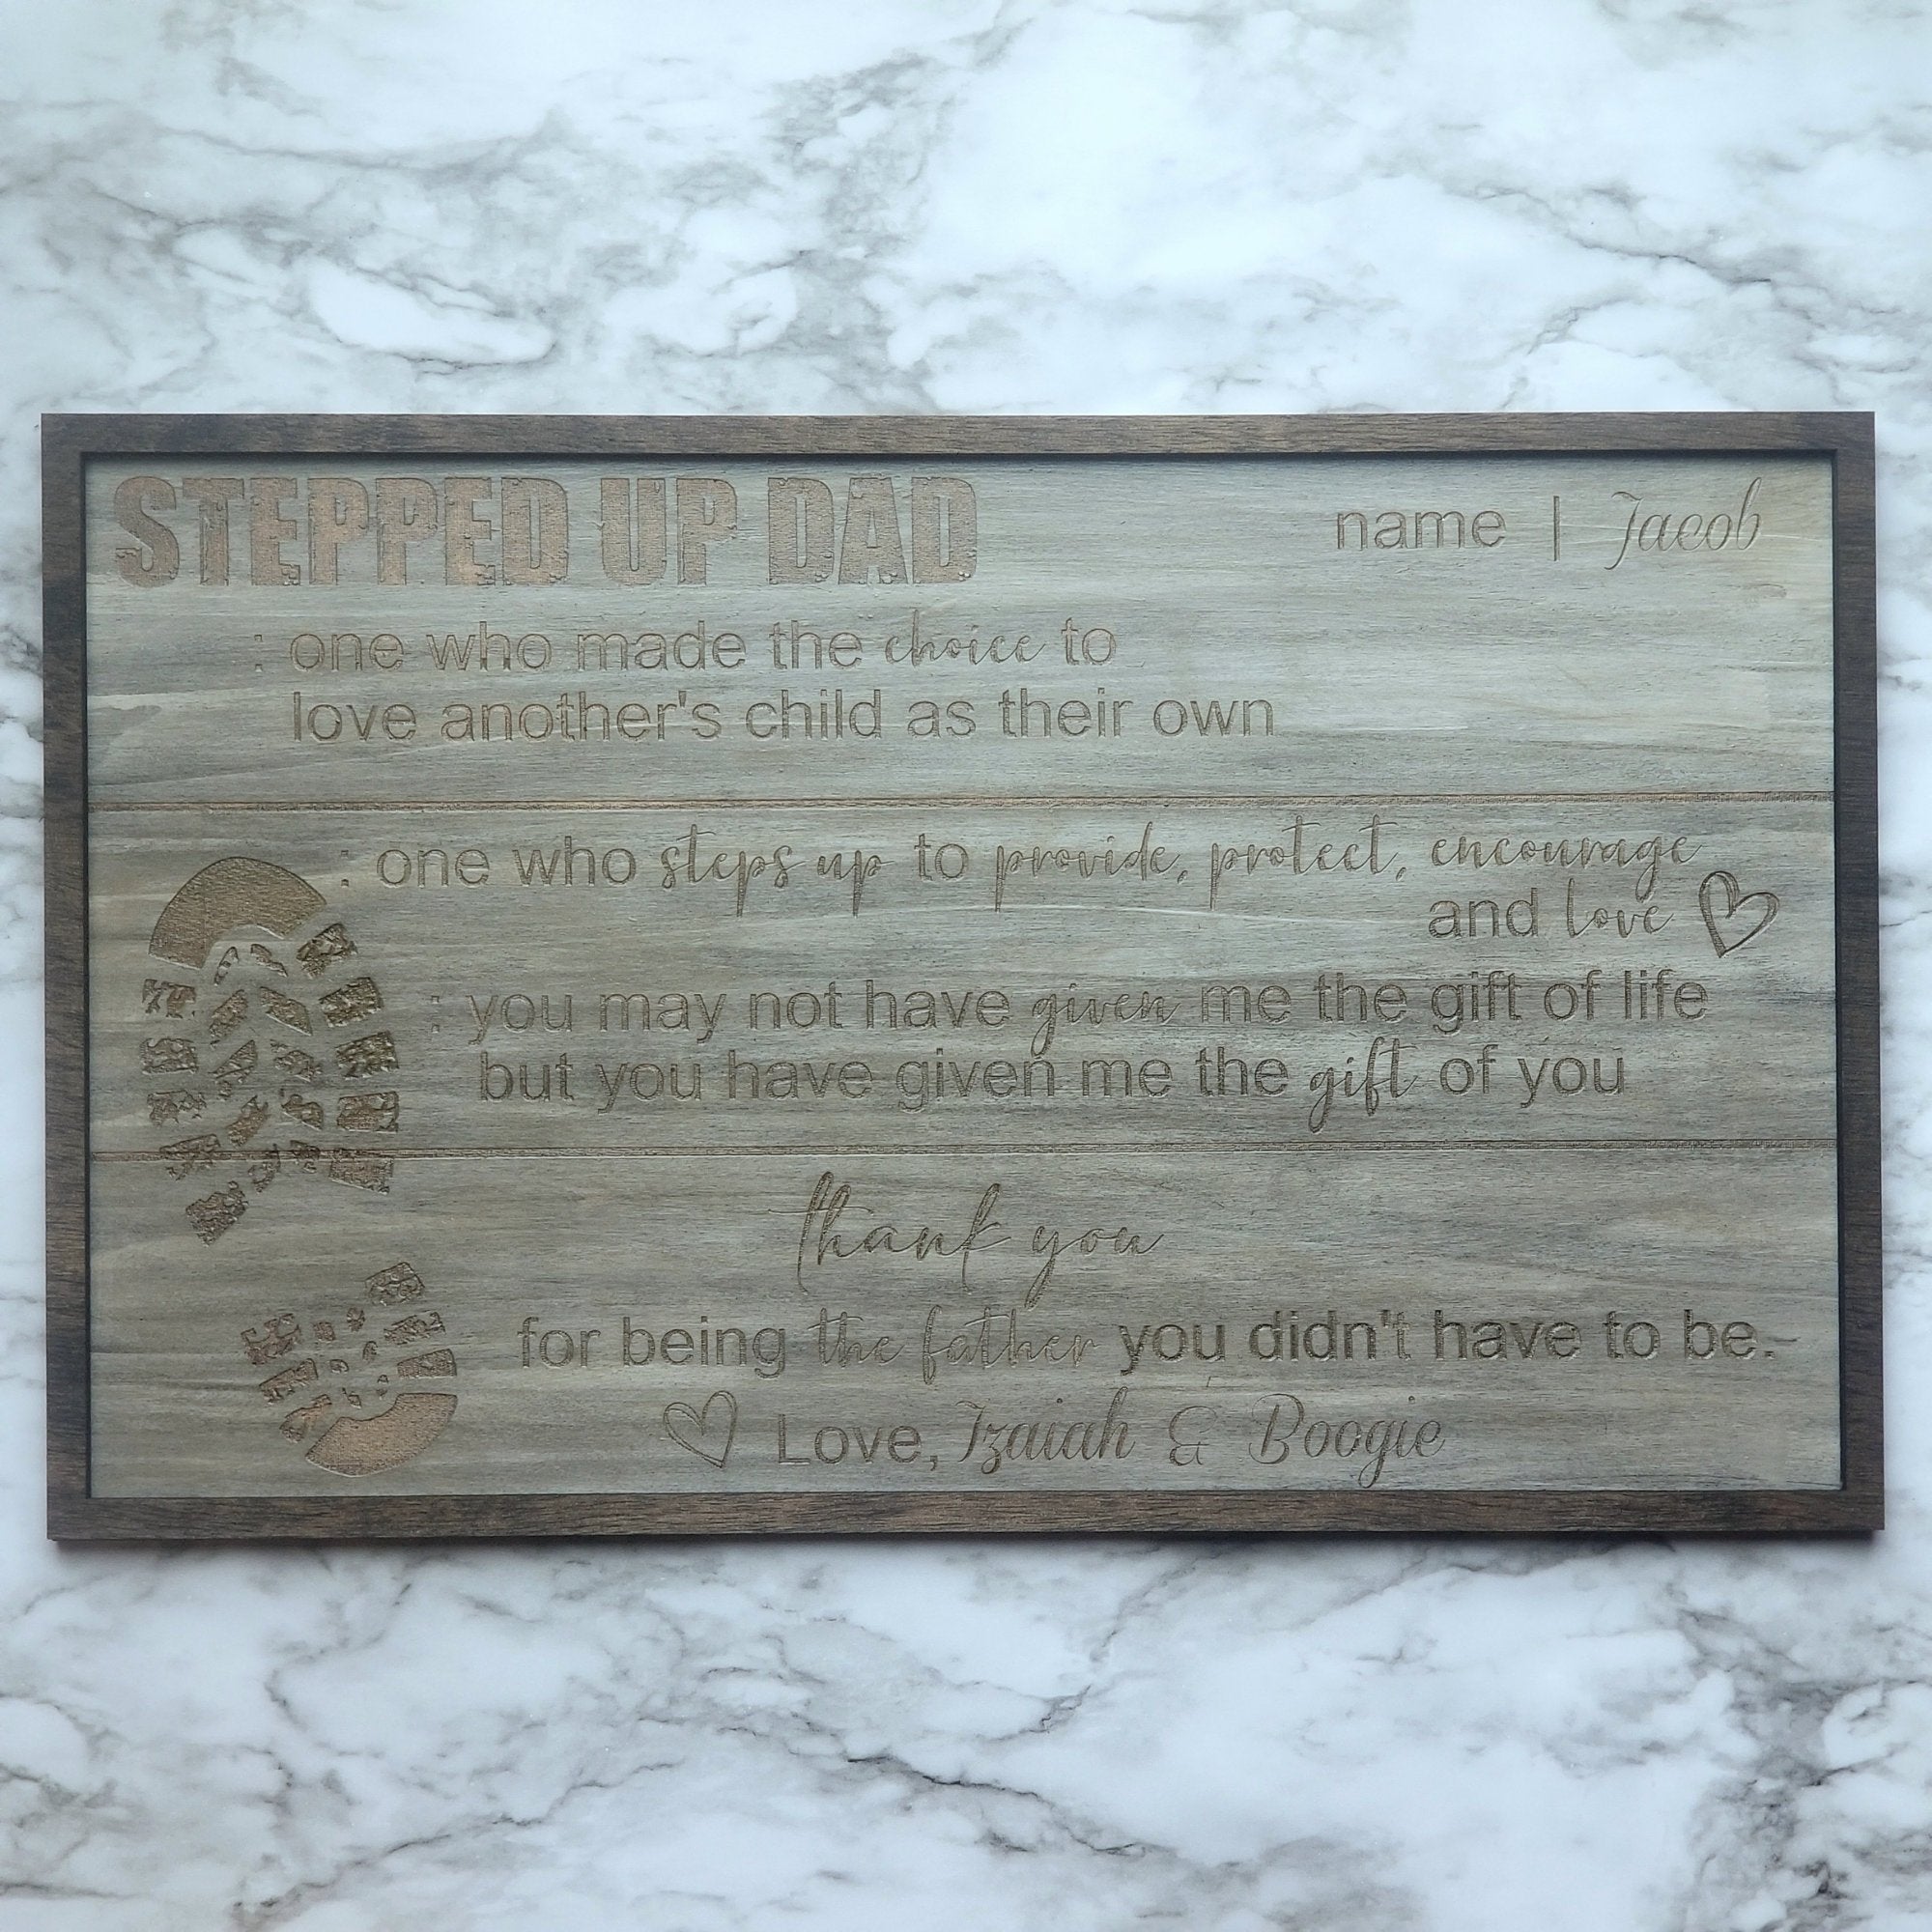 STEPPED UP DAD
name | Jacob
: one who made the choice to
love another's child as their own
: one who steps up to provide, protect, encourage
and love
: you may not have given me the gift of life
but you have given me the gift of you
thank you
for being the father you didn't have to be.
Love, Izaiah & Boogie